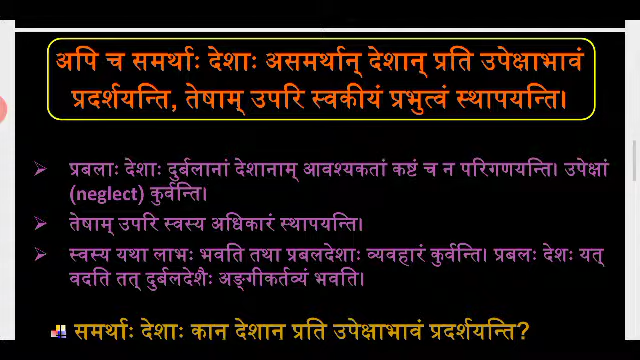 अपि च समर्थाः देशाः असमर्थान् देशान् प्रति उपेक्षाभावं
प्रदर्शयन्ति, तेषाम् उपरि स्वकीयं प्रभुत्वं स्थापयन्ति।
प्रबलाः देशाः दुर्बलानां देशानाम् आवश्यकतां कष्टं च न परिगणयन्ति। उपेक्षां
(neglect) कुर्वन्ति।
तेषाम् उपरि स्वस्य अधिकारं स्थापयन्ति।
स्वस्य यथा लाभः भवति तथा प्रबलदेशाः व्यवहारं कुर्वन्ति। प्रबलः देशः यत्
वदति तत् दुर्बलदेशैः अङ्गीकर्तव्यं भवति।
समर्थाः देशाः कान देशान प्रति उपेक्षाभावं प्रदर्शयन्ति?